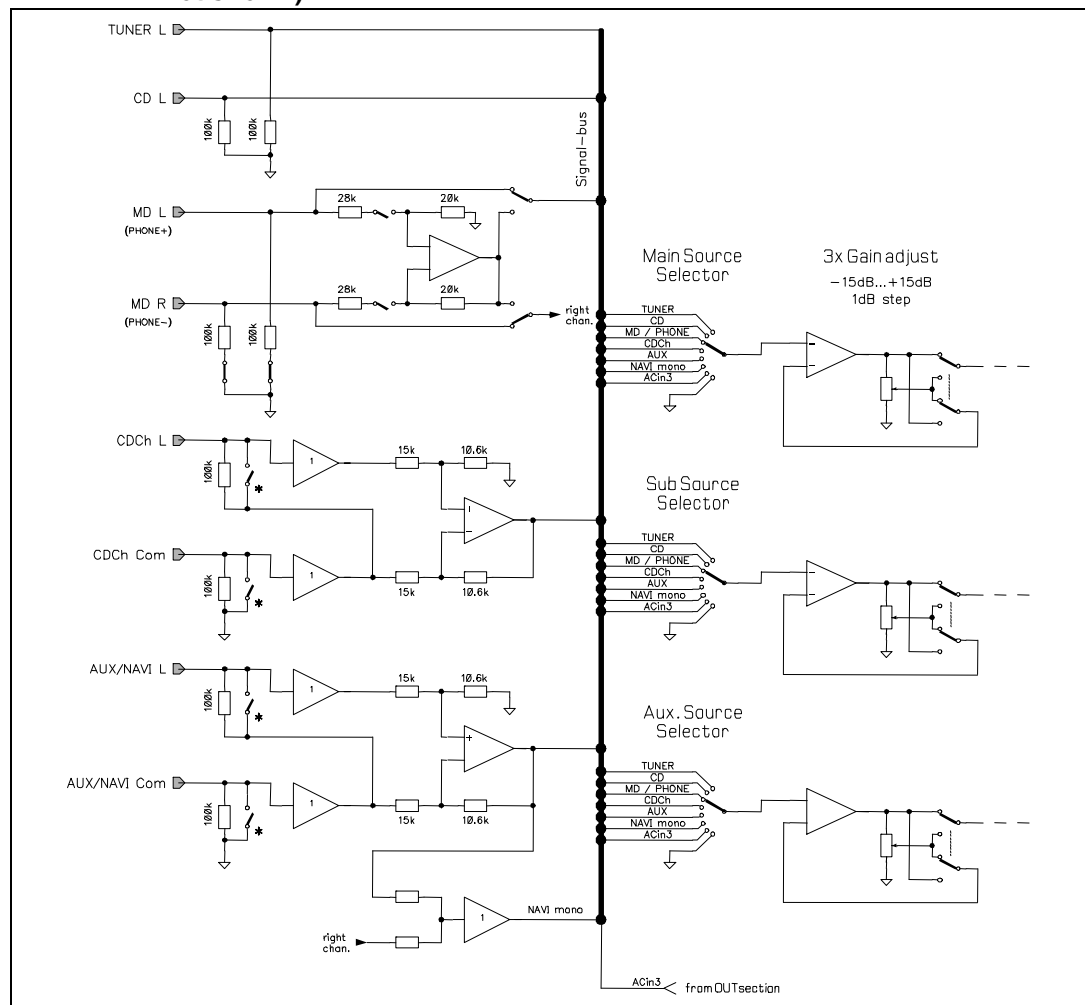 TUNER L
CD L
100k
100k
Signal-bus
MD L
(PHONE+)
28k
20k
MD R
(PHONE-)
28k
20k
right
chan.
100k
100k
Main Source
Selector
TUNER
CD
MD / PHONE
CDCh
AUX
NAVI mono
ACin3
3x Gain adjust
-15dB...+15dB
1dB step
CDCh L
100k
*
1
15k
10.6k
CDCh Com
100k
*
1
15k
10.6k
Sub Source
Selector
TUNER
CD
MD / PHONE
CDCh
AUX
NAVI mono
ACin3
AUX/NAVI L
100k
*
1
15k
10.6k
+
AUX/NAVI Com
100k
*
1
15k
10.6k
Aux. Source
Selector
TUNER
CD
MD / PHONE
CDCh
AUX
NAVI mono
ACin3
right
chan.
1
NAVI mono
ACin3
from OUTsection